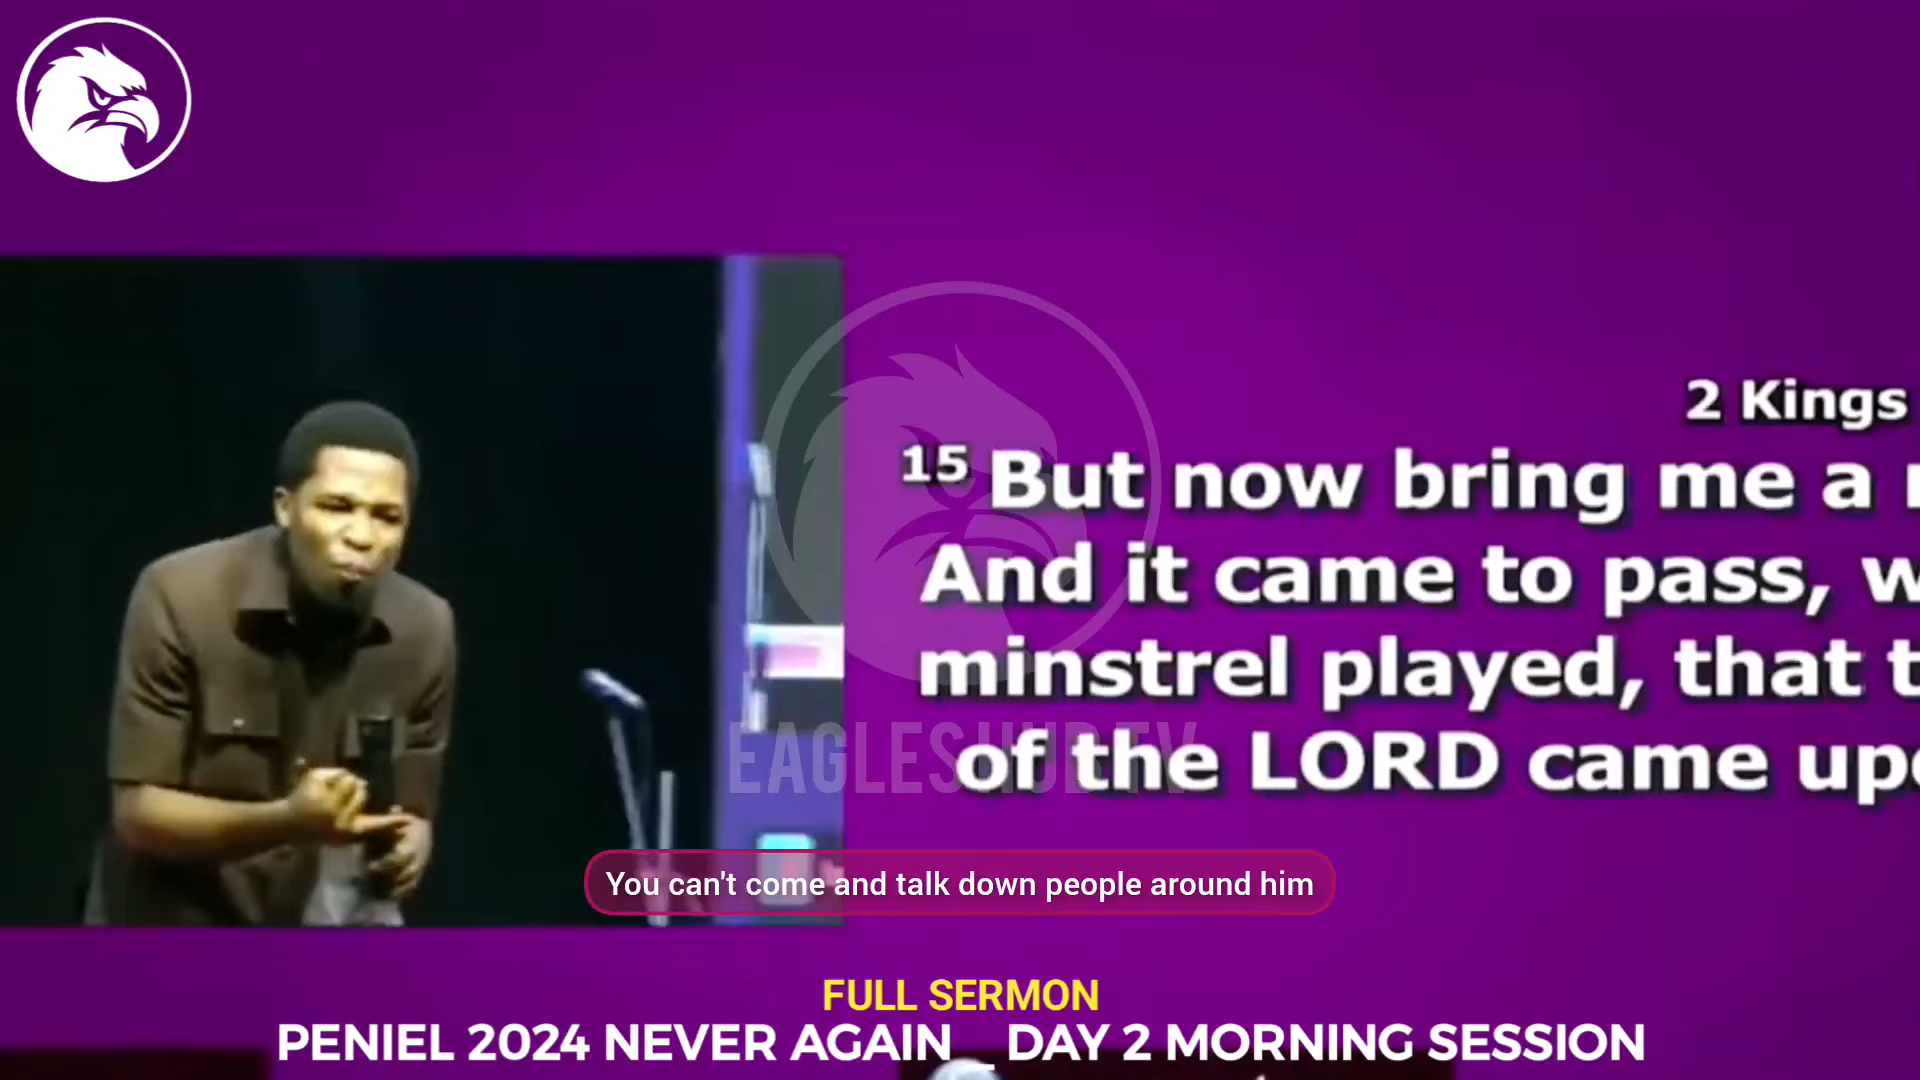 2 Kings
15 But now bring me a
And it came to pass,
minstrel played, that
of the LORD came
EAGLESHUB TV
You can't come and talk down people around him
FULL SERMON
PENIEL 2024 NEVER AGAIN _ DAY 2 MORNING SESSION